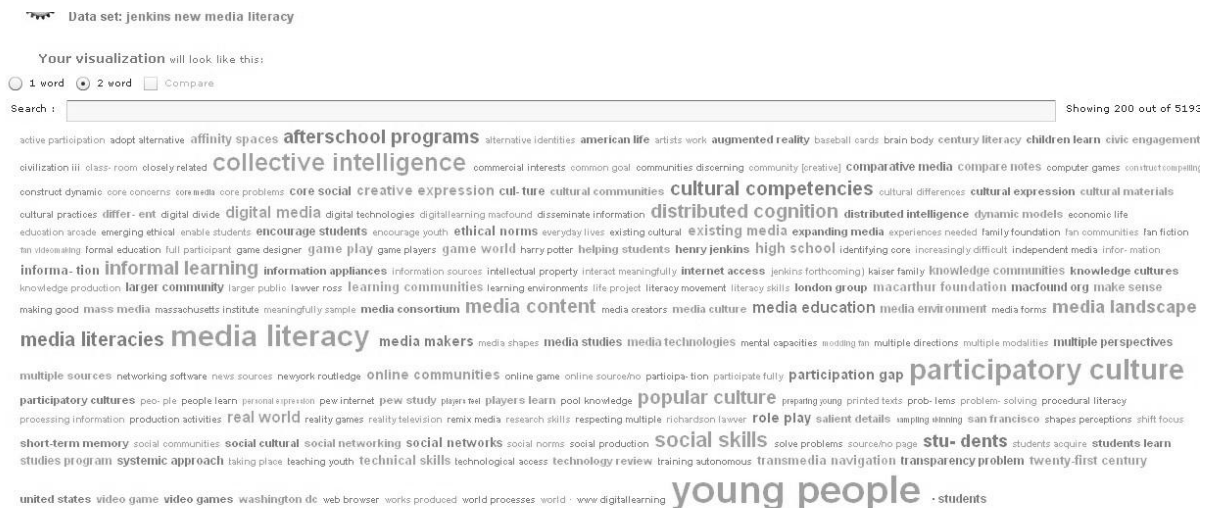 Data set: jenkins new media literacy
Your visualization will look like this:
1 word 2 word Compare
Search : Showing 200 out of 5193
active participation adopt alternative affinity spaces afterschool programs alternative identities american life artists work augmented reality baseball cards brain body century literacy children learn civic engagement
civilization iii class- room closely related collective intelligence commercial interests common goal communities discerning community [creative] comparative media compare notes computer games construct compelling
construct dynamic core concerns core media core problems core social creative expression cul- ture cultural communities cultural competencies cultural differences cultural expression cultural materials
cultural practices differ- ent digital divide digital media digital technologies digitallearning macfound disseminate information distributed cognition distributed intelligence dynamic models economic life
education arcade emerging ethical enable students encourage students encourage youth ethical norms everyday lives existing cultural existing media expanding media experiences needed family foundation fan communities fan fiction
fan videomaking formal education full participant game designer game play game players game world harry potter helping students henry jenkins high school identifying core increasingly difficult independent media infor- mation
informa- tion informal learning information appliances information sources intellectual property interact meaningfully internet access jenkins forthcoming) kaiser family knowledge communities knowledge cultures
knowledge production larger community larger public lawver ross learning communities learning environments life project literacy movement literacy skills london group macarthur foundation macfound org make sense
making good mass media massachusetts institute meaningfully sample media consortium media content media creators media culture media education media environment media forms media landscape
media literacies media literacy media makers media shapes media studies media technologies mental capacities modding fan multiple directions multiple modalities multiple perspectives
multiple sources networking software news sources newyork routledge online communities online game online source/no participa- tion participate fully participation gap participatory culture
participatory cultures peo- ple people learn personal expression pew internet pew study players feel players learn pool knowledge popular culture preparing young printed texts prob- lems problem- solving procedural literacy
processing information production activities real world reality games reality television remix media research skills respecting multiple richardson lawver role play salient details sampling skinning san francisco shapes perceptions shift focus
short-term memory social communities social cultural social networking social networks social norms social production social skills solve problems source/no page stu- dents students acquire students learn
studies program systemic approach taking place teaching youth technical skills technological access technology review training autonomous transmedia navigation transparency problem twenty-first century
united states video game video games washington dc web browser works produced world processes world · www digitallearning young people · students